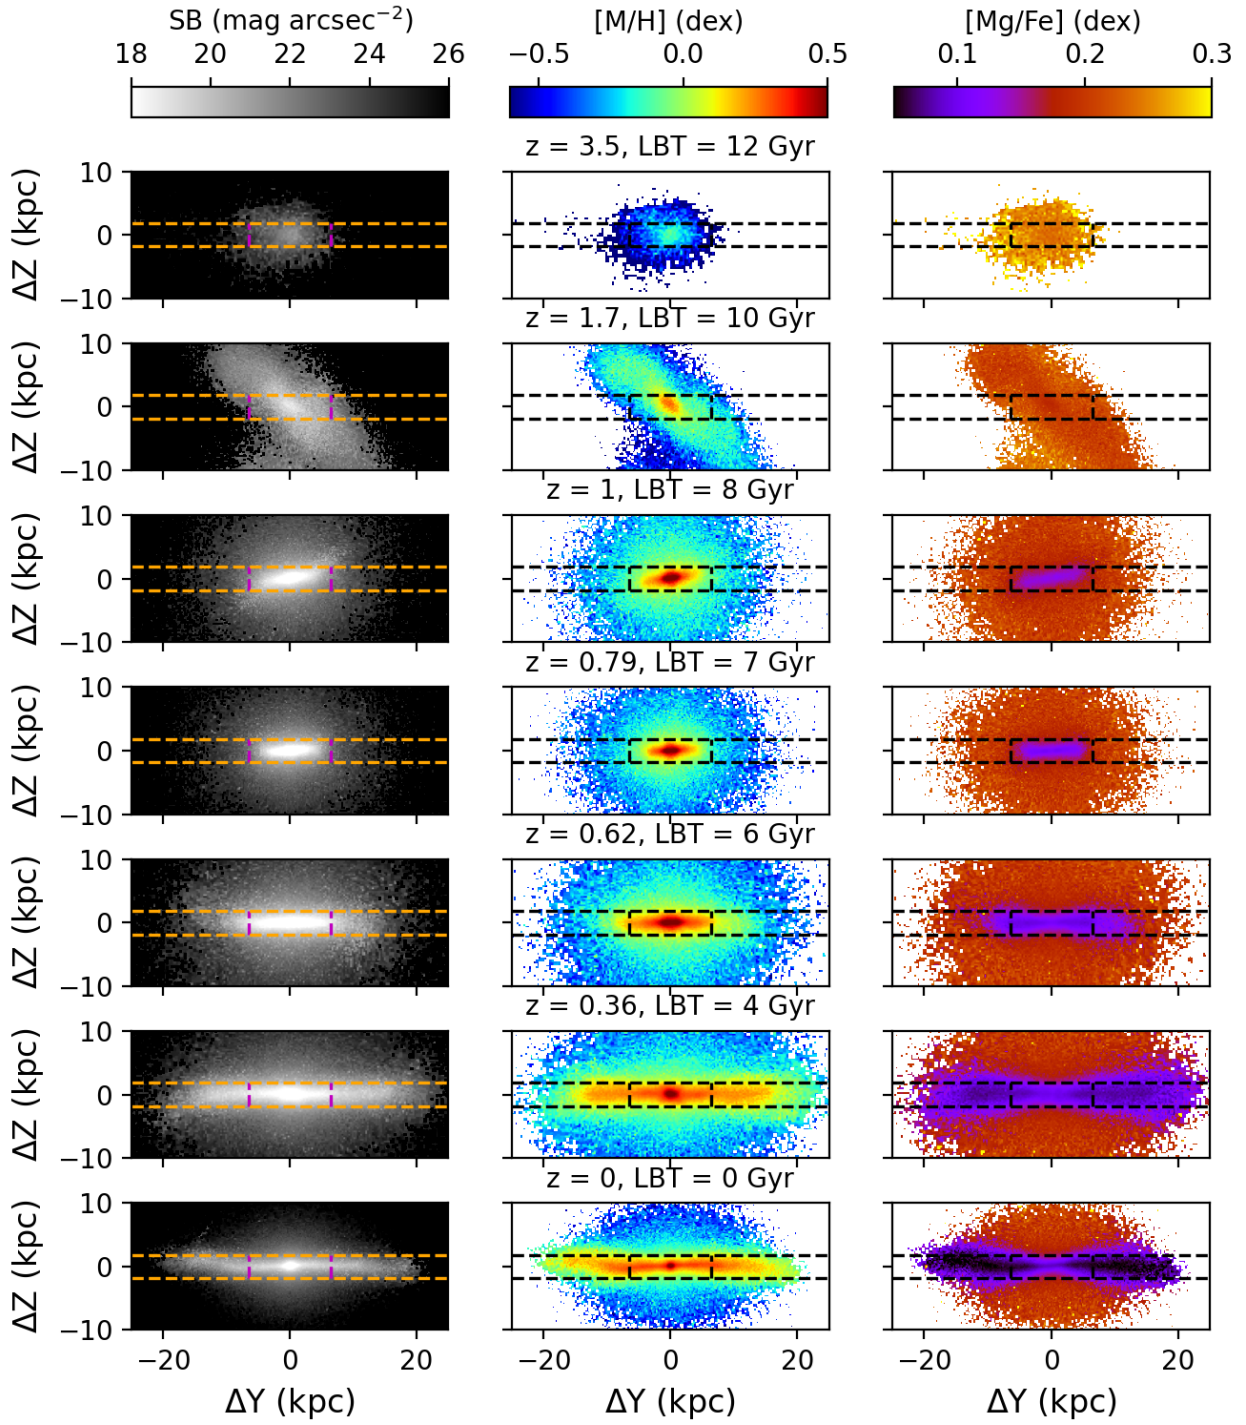 SB (mag arcsec⁻²) [M/H] (dex) [Mg/Fe] (dex)
18 20 22 24 26 −0.5 0.0 0.5 0.1 0.2 0.3
z = 3.5, LBT = 12 Gyr
10
0
−10
ΔZ (kpc)
z = 1.7, LBT = 10 Gyr
10
0
−10
ΔZ (kpc)
z = 1, LBT = 8 Gyr
10
0
−10
ΔZ (kpc)
z = 0.79, LBT = 7 Gyr
10
0
−10
ΔZ (kpc)
z = 0.62, LBT = 6 Gyr
10
0
−10
ΔZ (kpc)
z = 0.36, LBT = 4 Gyr
10
0
−10
ΔZ (kpc)
z = 0, LBT = 0 Gyr
10
0
−10
ΔZ (kpc)
−20 0 20 −20 0 20 −20 0 20
ΔY (kpc) ΔY (kpc) ΔY (kpc)